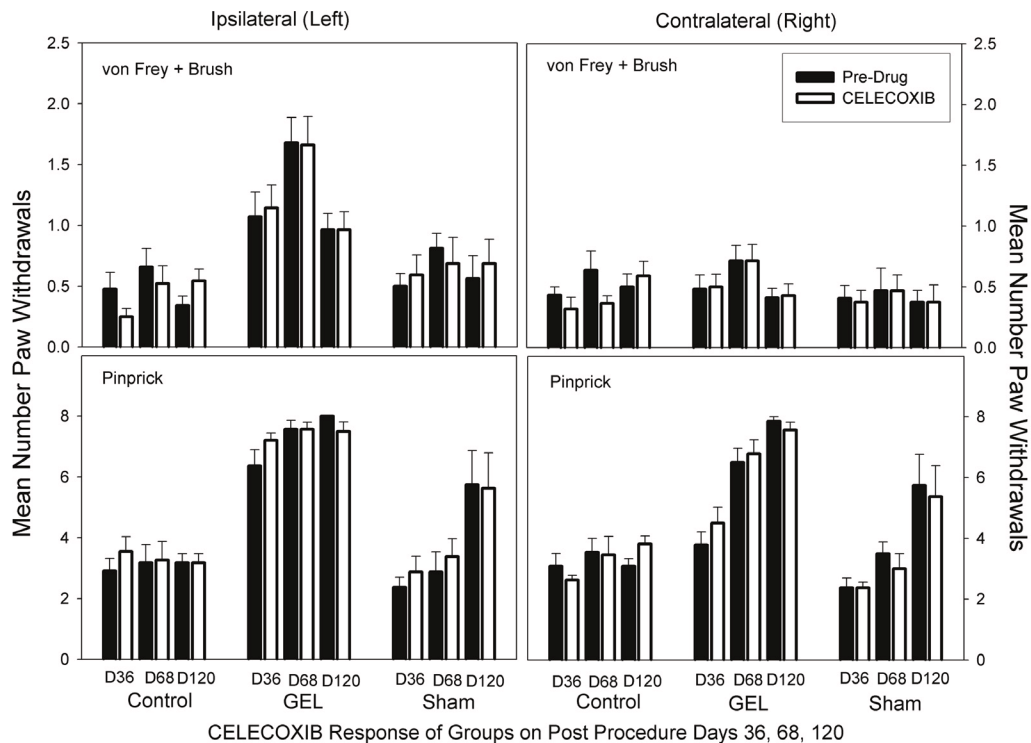 Ipsilateral (Left)
Contralateral (Right)
2.5
2.0
1.5
1.0
0.5
0.0
von Frey + Brush
von Frey + Brush
Pre-Drug
CELECOXIB
2.5
2.0
1.5
1.0
0.5
0.0
Mean Number Paw Withdrawals
Mean Number Paw Withdrawals
8
6
4
2
0
Pinprick
Pinprick
8
6
4
2
0
D36 D68 D120 D36 D68 D120 D36 D68 D120
Control GEL Sham
D36 D68 D120 D36 D68 D120 D36 D68 D120
Control GEL Sham
CELECOXIB Response of Groups on Post Procedure Days 36, 68, 120